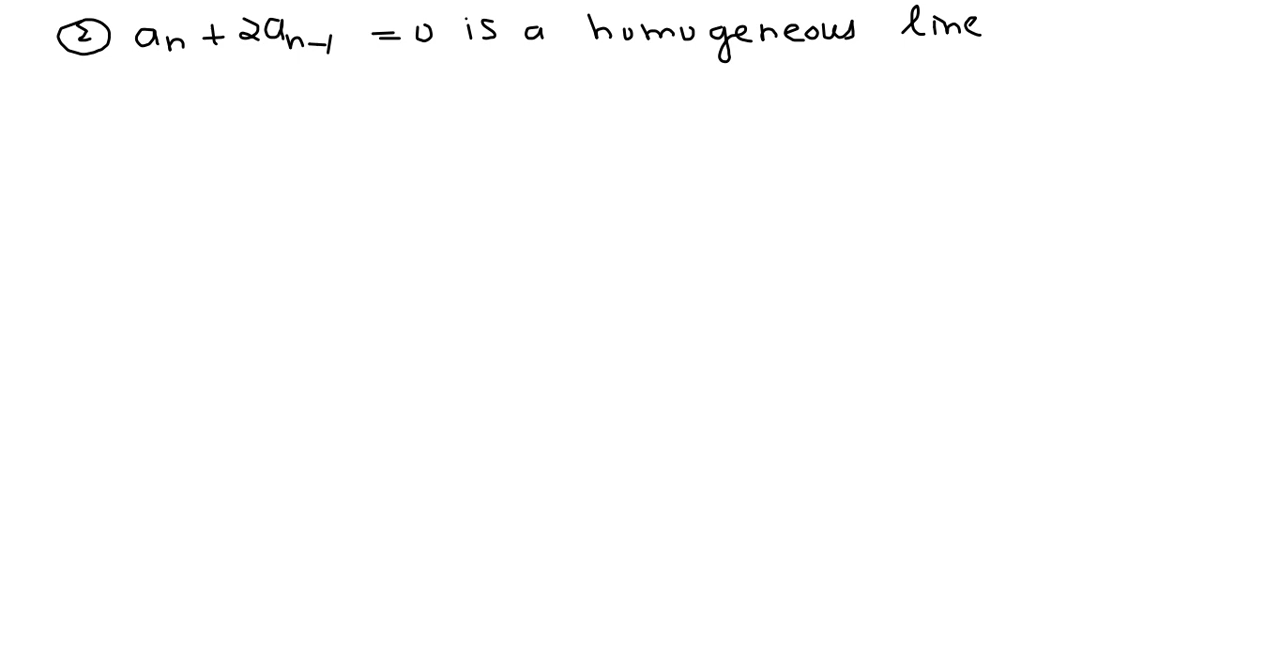 ② aₙ + 2aₙ₋₁ = 0 is a homogeneous line